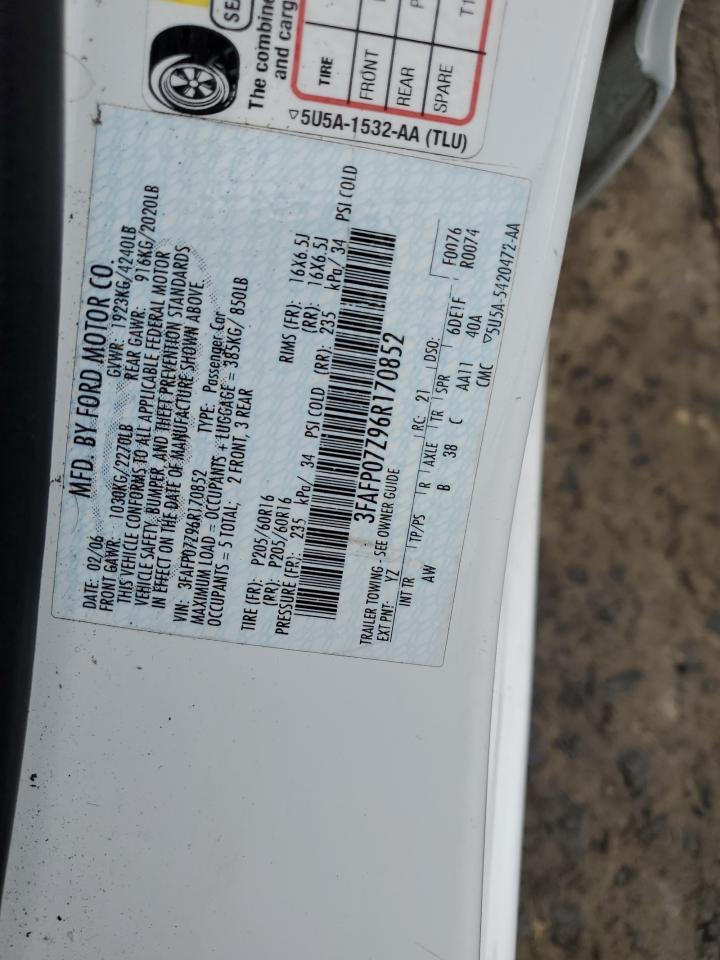 SE
The combine
and carg
TIRE
FRONT
REAR
SPARE
T1
5U5A-1532-AA (TLU)
MFD. BY FORD MOTOR CO.
DATE: 02/06 GVWR: 1923KG/4240LB
FRONT GAWR: 1030KG/2270LB REAR GAWR: 916KG/2020LB
THIS VEHICLE CONFORMS TO ALL APPLICABLE FEDERAL MOTOR
VEHICLE SAFETY, BUMPER, AND THEFT PREVENTION STANDARDS
IN EFFECT ON THE DATE OF MANUFACTURE SHOWN ABOVE.
VIN: 3FAFP07Z96R170852 TYPE: Passenger Car
MAXIMUM LOAD = OCCUPANTS + LUGGAGE = 385KG/ 850LB
OCCUPANTS = 5 TOTAL: 2 FRONT, 3 REAR
TIRE (FR): P205/60R16 RIMS (FR): 16X6.5J
(RR): P205/60R16 (RR): 16X6.5J
PRESSURE (FR): 235 kPa/ 34 PSI COLD (RR): 235 kPa/ 34 PSI COLD
3FAFP07Z96R170852
TRAILER TOWING - SEE OWNER GUIDE
EXT PNT: YZ RC: 21 DSO: F0076
INT TR TP/PS R AXLE TR SPR 6DE1F R0074
AW B 38 C AA11 40A
CMC 5U5A-5420472-AA